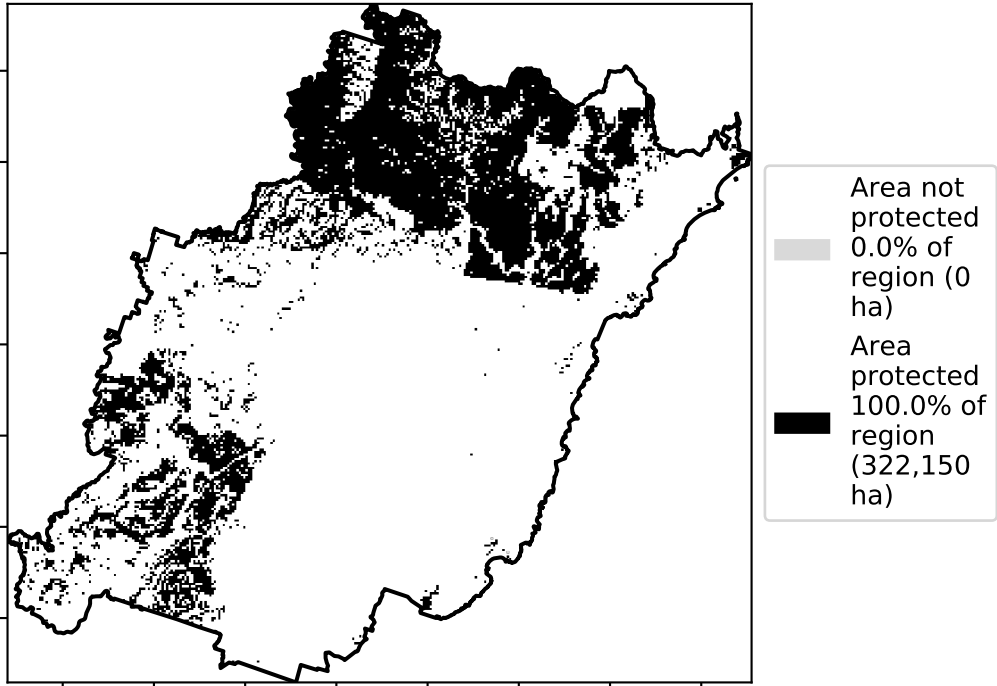 Area not
protected
0.0% of
region (0
ha)
Area
protected
100.0% of
region
(322,150
ha)